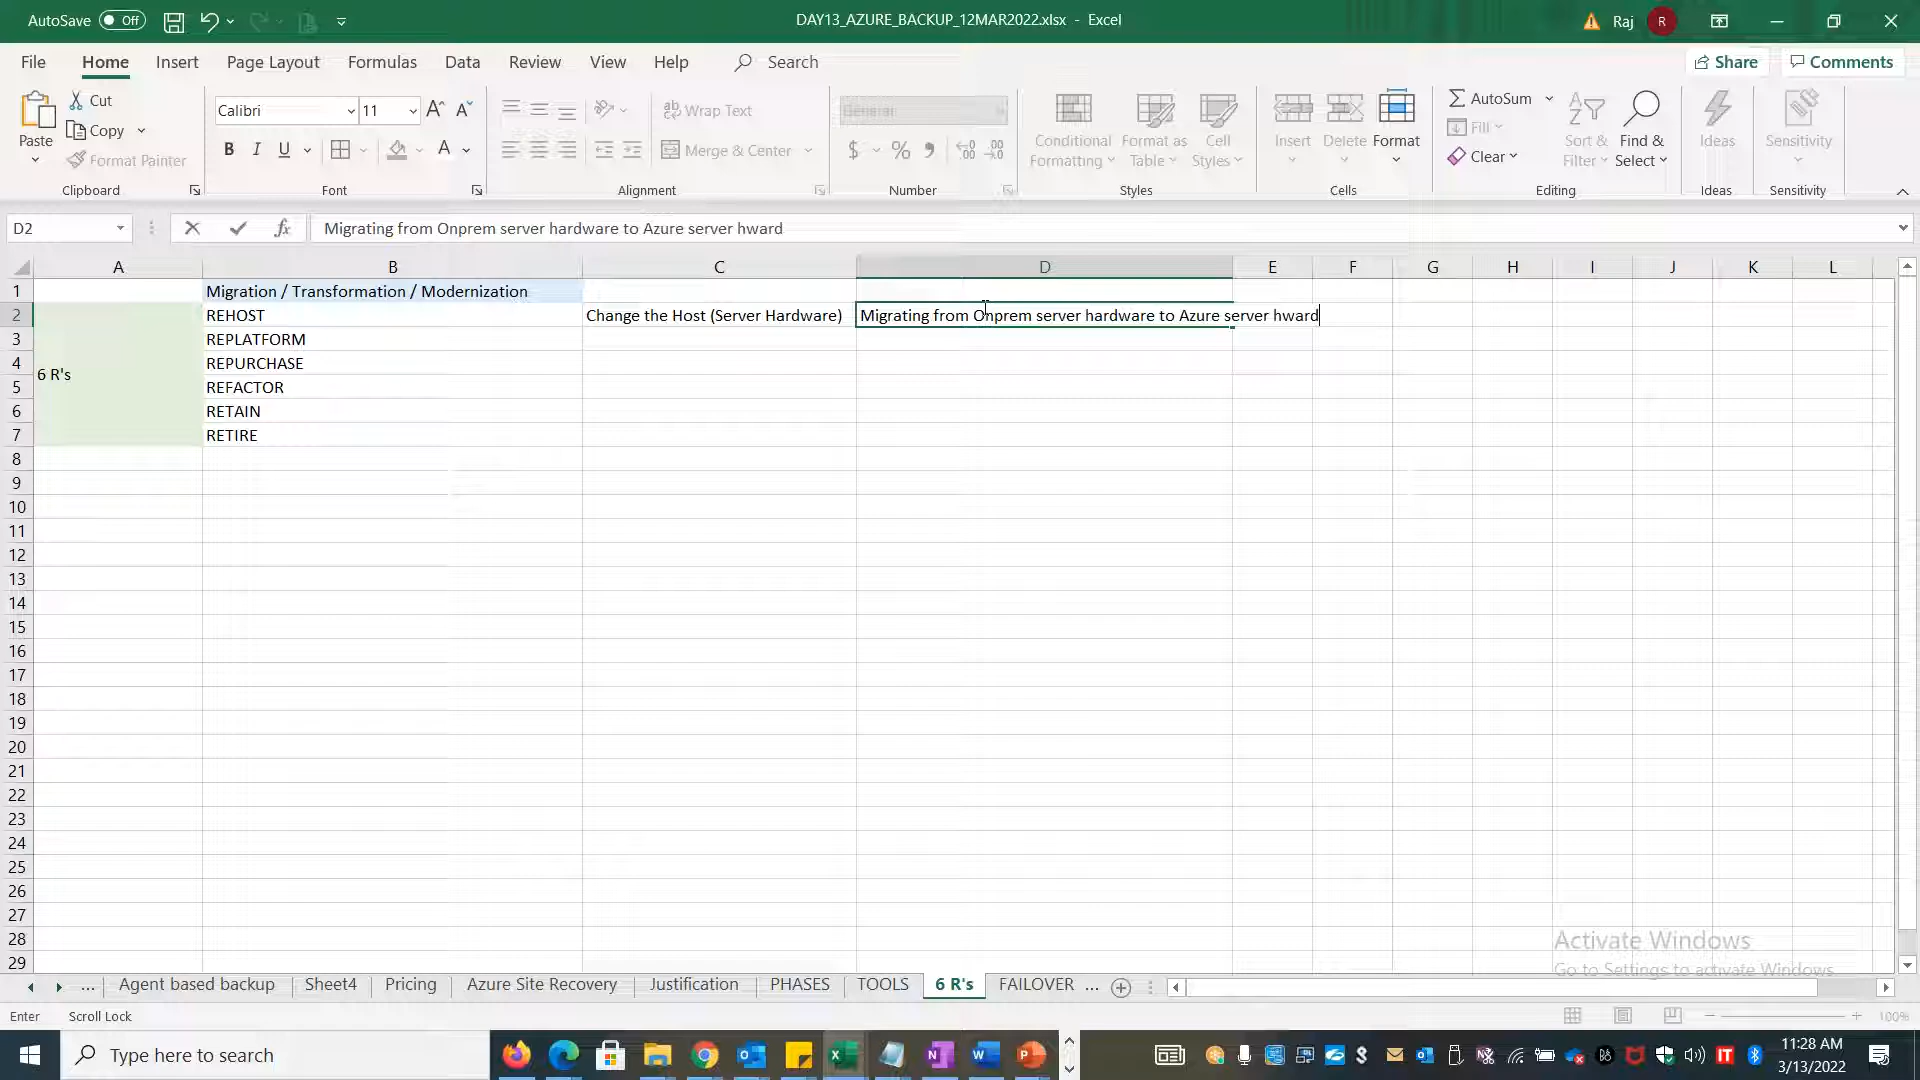 AutoSave Off
DAY13_AZURE_BACKUP_12MAR2022.xlsx - Excel
Raj R
File Home Insert Page Layout Formulas Data Review View Help Search Share Comments
Paste Cut Copy Format Painter
Clipboard
Calibri 11
B I U A
Font
Wrap Text
Merge & Center
Alignment
General
$ % 9
Number
Conditional Formatting Format as Table Cell Styles
Styles
Insert Delete Format
Cells
AutoSum Fill Clear Sort & Filter Find & Select
Editing
Ideas
Ideas
Sensitivity
Sensitivity
D2 fx Migrating from Onprem server hardware to Azure server hward
A B C D E F G H I J K L
1 Migration / Transformation / Modernization
2 REHOST Change the Host (Server Hardware) Migrating from Onprem server hardware to Azure server hward
3 REPLATFORM
4 REPURCHASE
6 R's
5 REFACTOR
6 RETAIN
7 RETIRE
8
9
10
11
12
13
14
15
16
17
18
19
20
21
22
23
24
25
26
27
28
29
Activate Windows
Go to Settings to activate Windows.
... Agent based backup Sheet4 Pricing Azure Site Recovery Justification PHASES TOOLS 6 R's FAILOVER ...
Enter Scroll Lock 100%
Type here to search
11:28 AM
3/13/2022